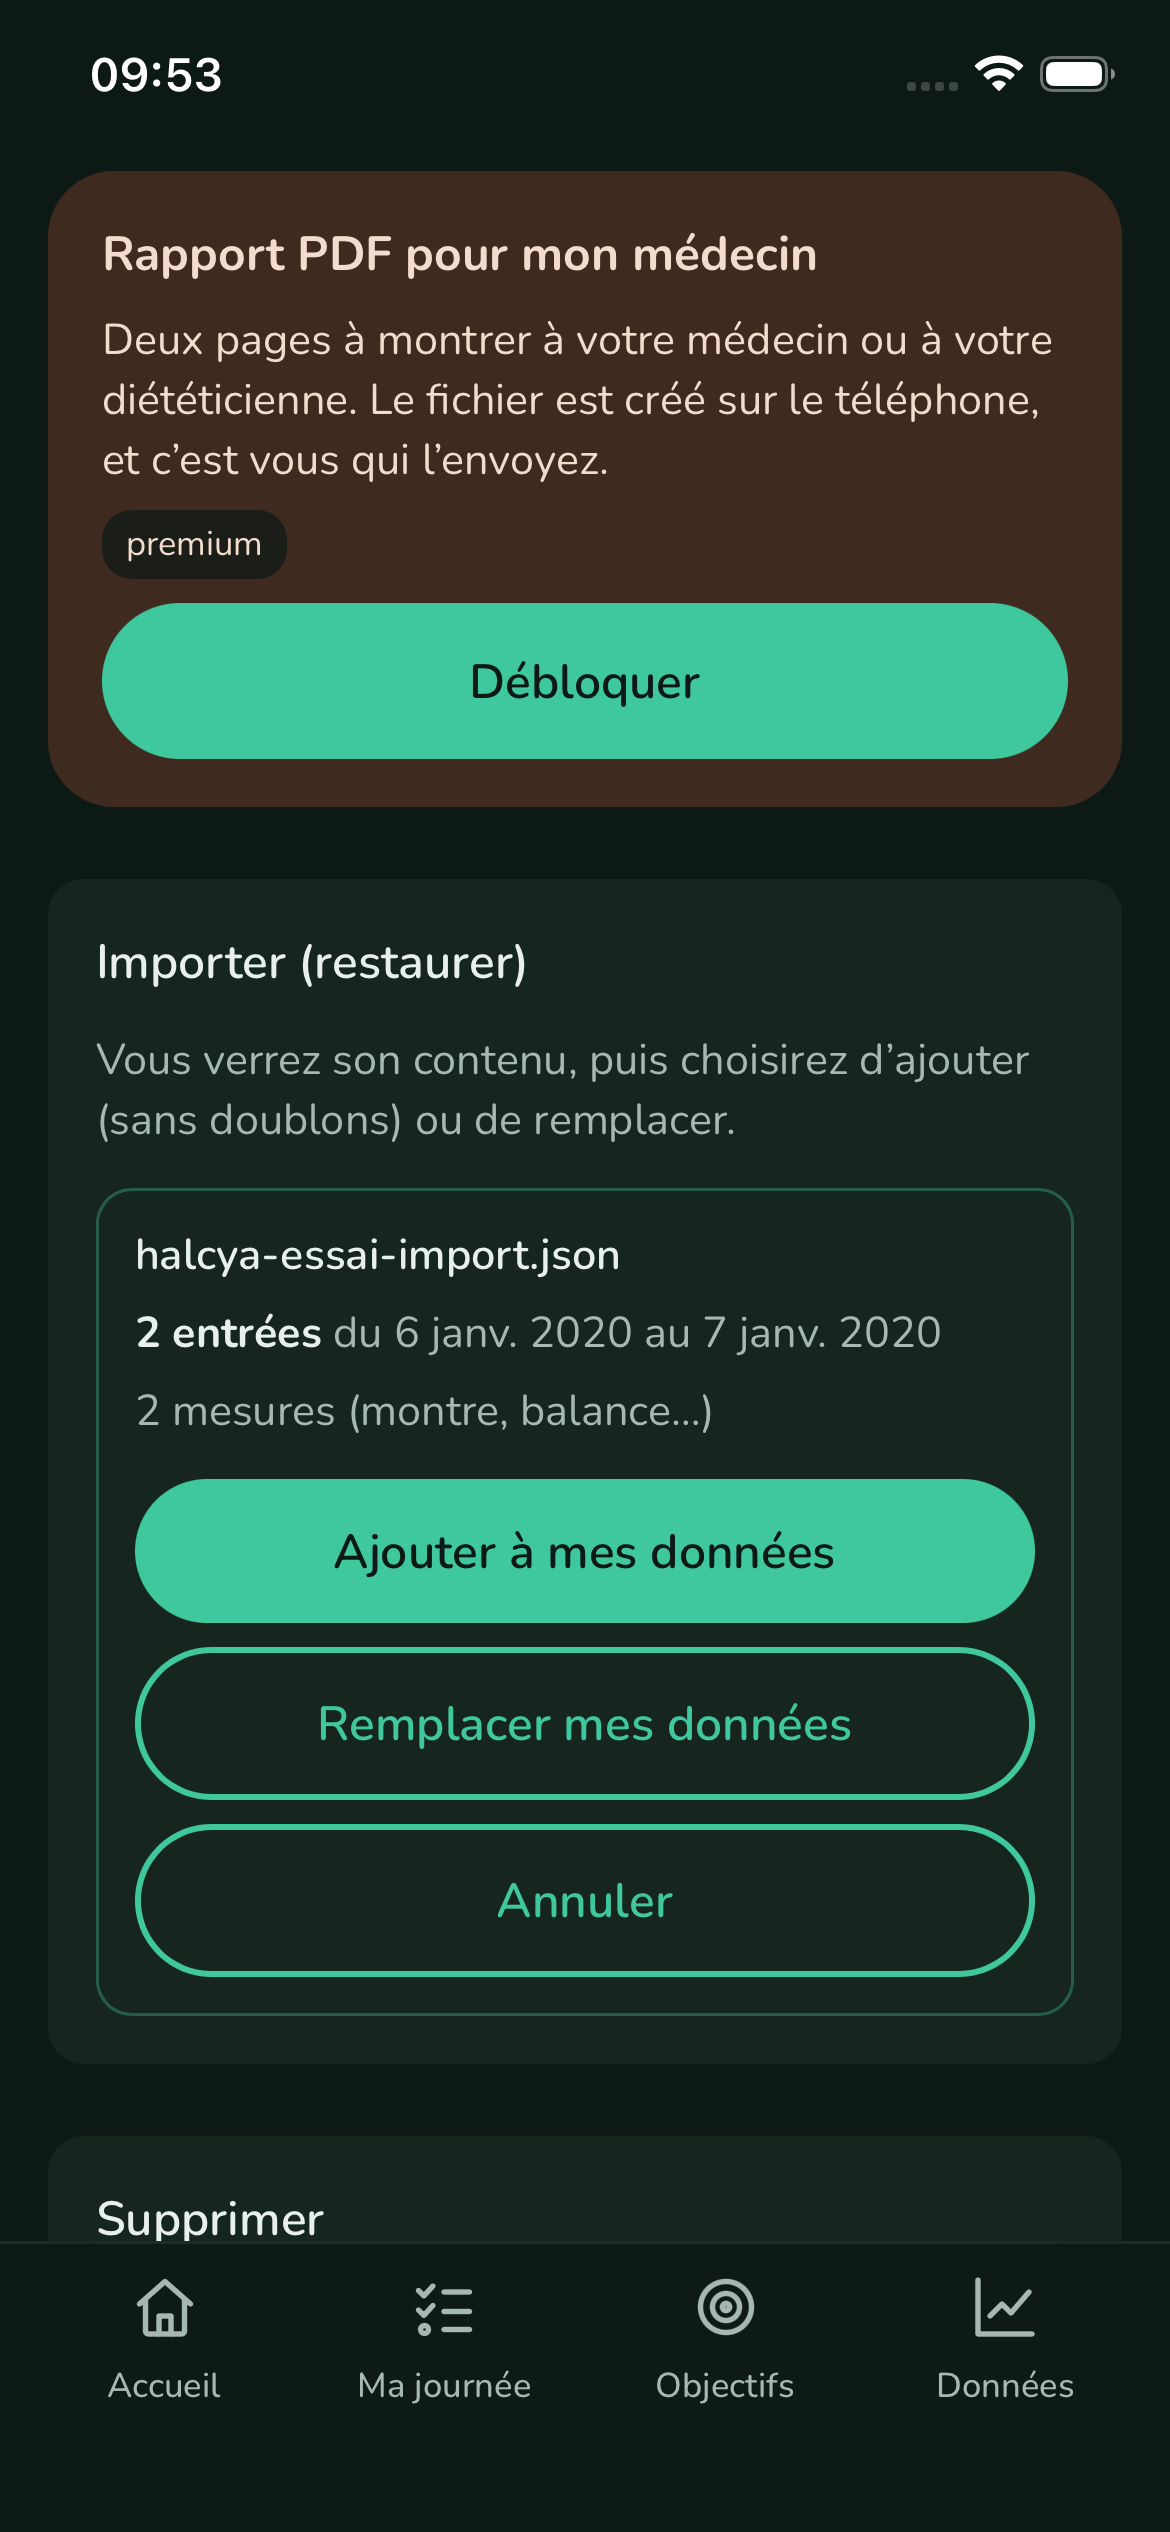 09:53
Rapport PDF pour mon médecin
Deux pages à montrer à votre médecin ou à votre
diététicienne. Le fichier est créé sur le téléphone,
et c’est vous qui l’envoyez.
premium
Débloquer
Importer (restaurer)
Vous verrez son contenu, puis choisirez d’ajouter
(sans doublons) ou de remplacer.
halcya-essai-import.json
2 entrées du 6 janv. 2020 au 7 janv. 2020
2 mesures (montre, balance…)
Ajouter à mes données
Remplacer mes données
Annuler
Supprimer
Accueil
Ma journée
Objectifs
Données